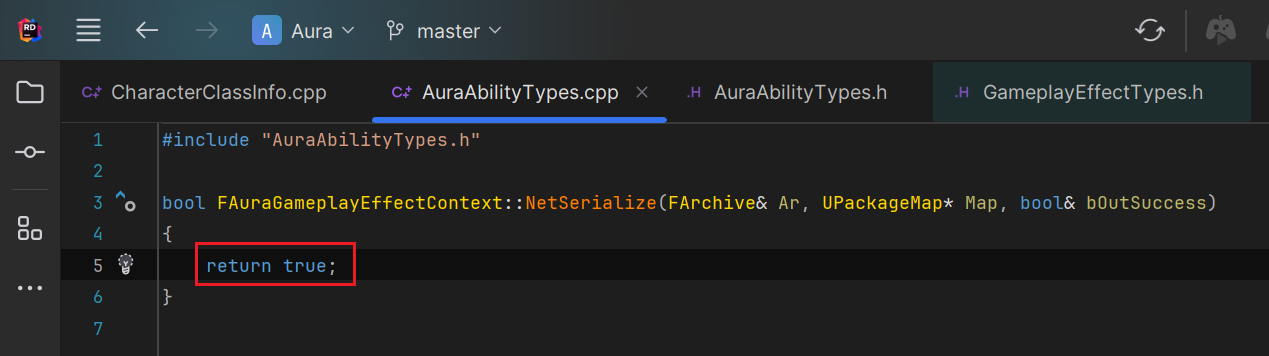 RD
A Aura master
C++ CharacterClassInfo.cpp C++ AuraAbilityTypes.cpp × .H AuraAbilityTypes.h .H GameplayEffectTypes.h
1 #include "AuraAbilityTypes.h"
2
3 bool FAuraGameplayEffectContext::NetSerialize(FArchive& Ar, UPackageMap* Map, bool& bOutSuccess)
4 {
5 return true;
6 }
7